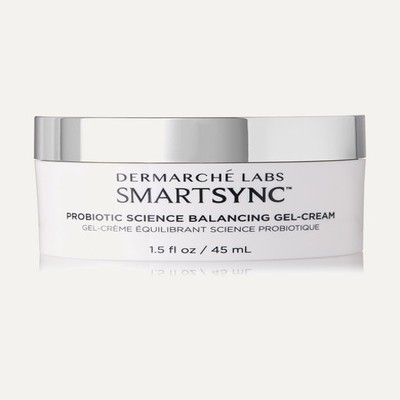 DERMARCHÉ LABS
SMARTSYNC™
PROBIOTIC SCIENCE BALANCING GEL-CREAM
GEL-CRÈME ÉQUILIBRANT SCIENCE PROBIOTIQUE
1.5 fl oz / 45 mL